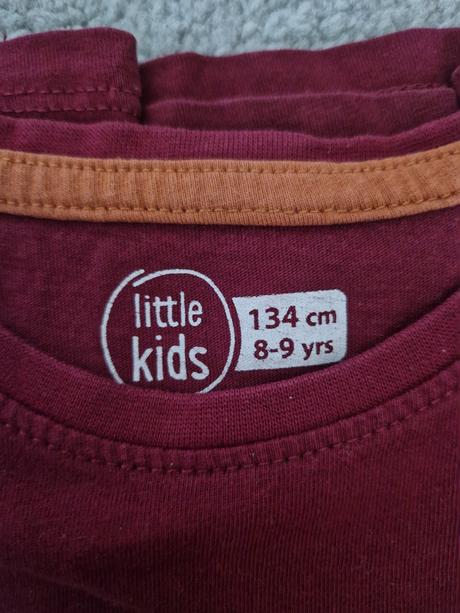 little
kids
134 cm
8-9 yrs